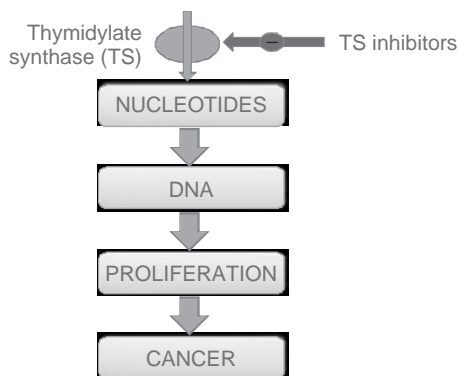 Thymidylate
synthase (TS)
TS inhibitors
NUCLEOTIDES
DNA
PROLIFERATION
CANCER